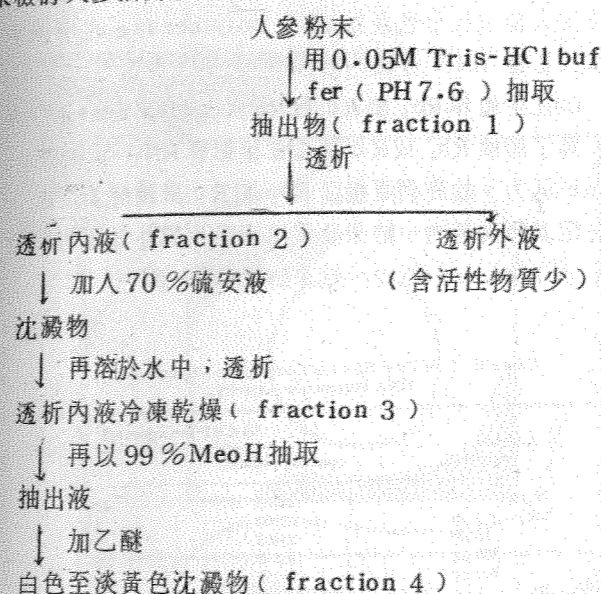 人參粉末
用0.05M Tris-HCl buf
fer ( PH 7.6 ) 抽取
抽出物( fraction 1 )
透析
透析內液( fraction 2 )
透析外液
加入70 %硫安液
( 含活性物質少 )
沈澱物
再溶於水中,透析
透析內液冷凍乾燥( fraction 3 )
再以99 %MeoH抽取
抽出液
加乙醚
白色至淡黃色沈澱物( fraction 4 )